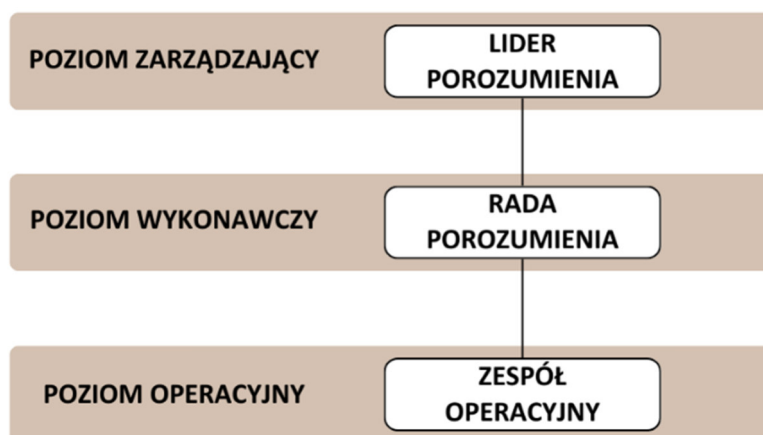 POZIOM ZARZĄDZAJĄCY
LIDER
POROZUMIENIA
POZIOM WYKONAWCZY
RADA
POROZUMIENIA
POZIOM OPERACYJNY
ZESPÓŁ
OPERACYJNY